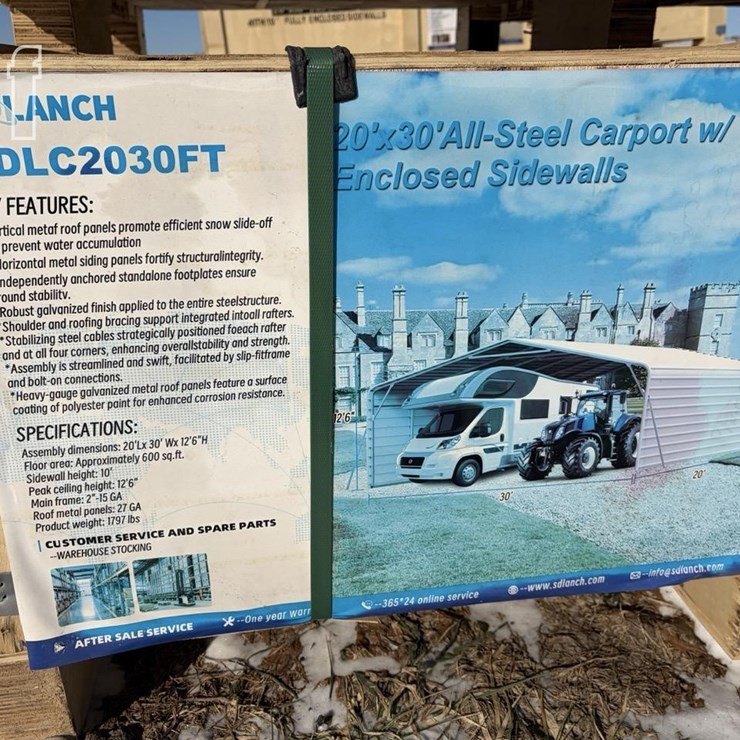 FULLY ENCLOSED SIDEWALLS
f
DLANCH
DLC2030FT
FEATURES:
rtical metaf roof panels promote efficient snow slide-off
prevent water accumulation
Horizontal metal siding panels fortify structuralintegrity.
ndependently anchored standalone footplates ensure
ound stability.
Robust galvanized finish applied to the entire steelstructure.
*Shoulder and roofing bracing support integrated intoall rafters.
*Stabilizing steel cables strategically positioned foeach rafter
and at all four corners, enhancing overallstability and strength.
*Assembly is streamlined and swift, facilitated by slip-fitframe
and bolt-on connections.
*Heavy-gauge galvanized metal roof panels feature a surface
coating of polyester paint for enhanced corrosion resistance.
SPECIFICATIONS:
Assembly dimensions: 20'Lx 30' Wx 12'6"H
Floor area: Approximately 600 sq.ft.
Sidewall height: 10'
Peak ceiling height: 12'6"
Main frame: 2"-15 GA
Roof metal panels: 27 GA
Product weight: 1797 lbs
CUSTOMER SERVICE AND SPARE PARTS
--WAREHOUSE STOCKING
AFTER SALE SERVICE
--One year warr
20'x30'All-Steel Carport w/
Enclosed Sidewalls
12'6"
30'
20'
--365*24 online service
--www.sdlanch.com
--info@sdlanch.com